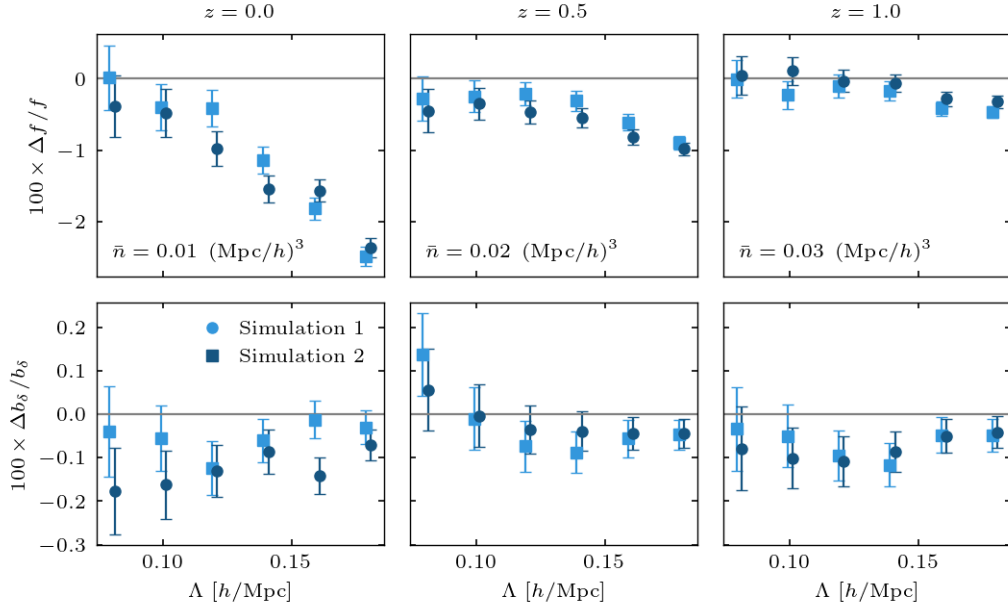 z = 0.0
z = 0.5
z = 1.0
100 × Δf/f
0
−1
−2
n̄ = 0.01 (Mpc/h)³
n̄ = 0.02 (Mpc/h)³
n̄ = 0.03 (Mpc/h)³
100 × Δb_δ/b_δ
0.2
0.1
0.0
−0.1
−0.2
−0.3
Simulation 1
Simulation 2
0.10 0.15
0.10 0.15
0.10 0.15
Λ [h/Mpc]
Λ [h/Mpc]
Λ [h/Mpc]